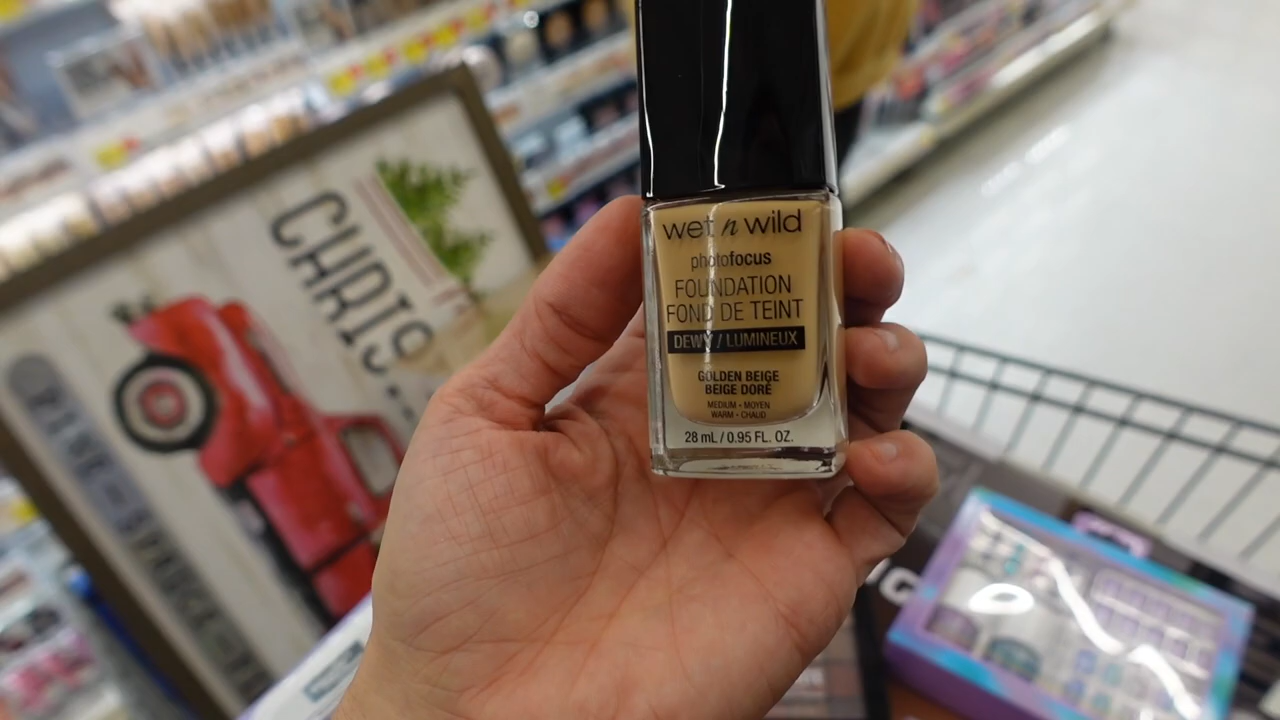 wet n wild
photofocus
FOUNDATION
FOND DE TEINT
DEWY / LUMINEUX
GOLDEN BEIGE
BEIGE DORÉ
MEDIUM • MOYEN
WARM • CHAUD
28 mL / 0.95 FL. OZ.
CHRIS